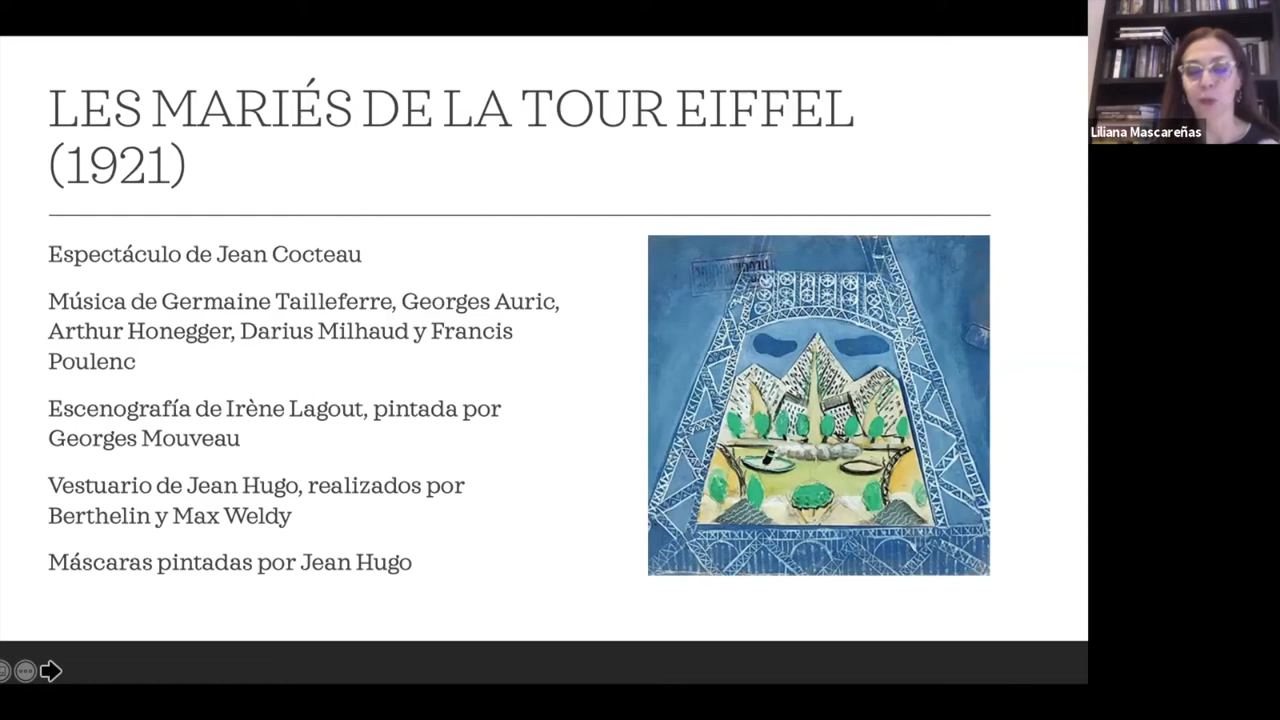 LES MARIÉS DE LA TOUR EIFFEL
(1921)
Espectáculo de Jean Cocteau
Música de Germaine Tailleferre, Georges Auric,
Arthur Honegger, Darius Milhaud y Francis
Poulenc
Escenografía de Irène Lagout, pintada por
Georges Mouveau
Vestuario de Jean Hugo, realizados por
Berthelin y Max Weldy
Máscaras pintadas por Jean Hugo
Liliana Mascareñas